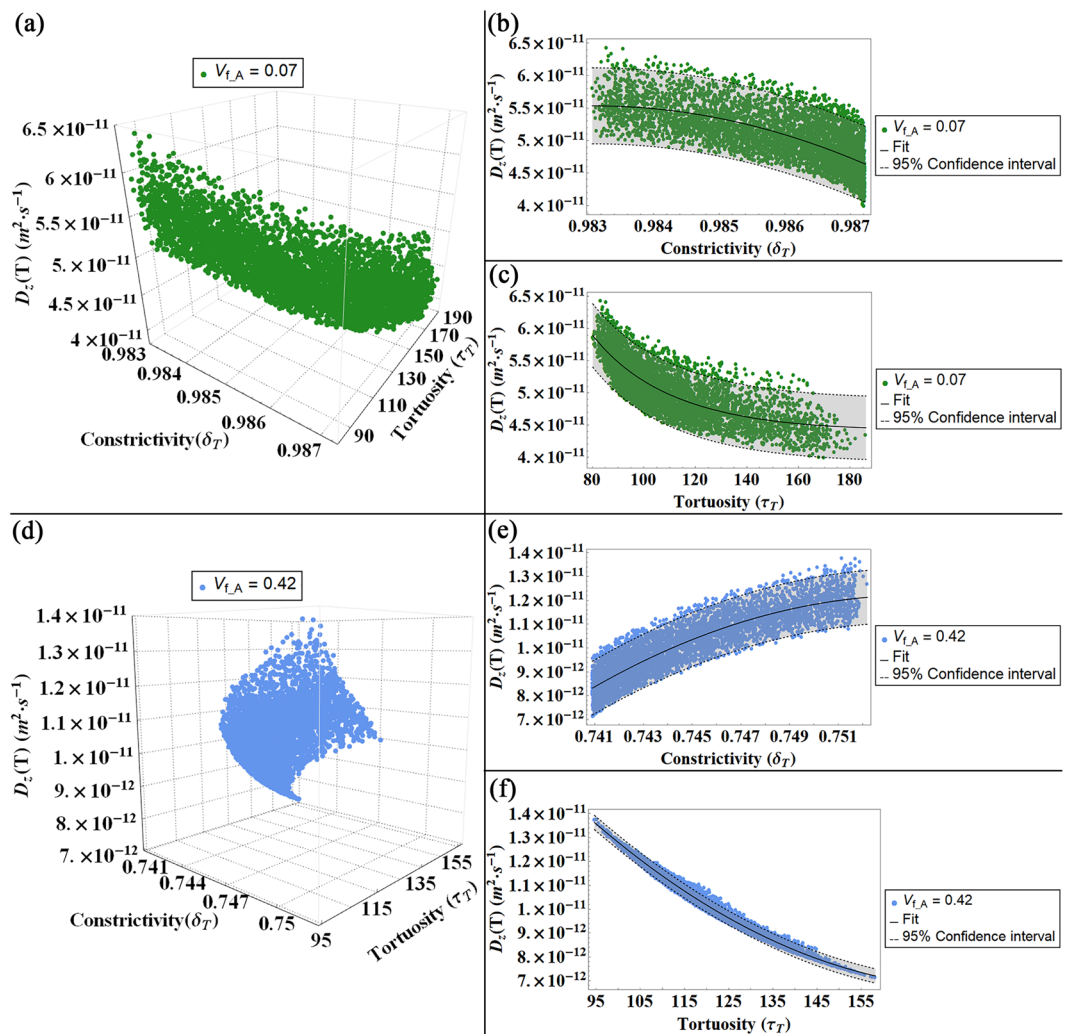 (a)
V_f_A = 0.07
6.5×10⁻¹¹
6.×10⁻¹¹
5.5×10⁻¹¹
5.×10⁻¹¹
4.5×10⁻¹¹
4.×10⁻¹¹
D_z(T) (m²·s⁻¹)
0.983
0.984
0.985
0.986
0.987
Constrictivity(δ_T)
90
110
130
150
170
190
Tortuosity (τ_T)
(b)
6.5×10⁻¹¹
6.×10⁻¹¹
5.5×10⁻¹¹
5.×10⁻¹¹
4.5×10⁻¹¹
4.×10⁻¹¹
D_z(T) (m²·s⁻¹)
0.983 0.984 0.985 0.986 0.987
Constrictivity (δ_T)
V_f_A = 0.07
Fit
95% Confidence interval
(c)
6.5×10⁻¹¹
6.×10⁻¹¹
5.5×10⁻¹¹
5.×10⁻¹¹
4.5×10⁻¹¹
4.×10⁻¹¹
D_z(T) (m²·s⁻¹)
80 100 120 140 160 180
Tortuosity (τ_T)
V_f_A = 0.07
Fit
95% Confidence interval
(d)
V_f_A = 0.42
1.4×10⁻¹¹
1.3×10⁻¹¹
1.2×10⁻¹¹
1.1×10⁻¹¹
1.×10⁻¹¹
9.×10⁻¹²
8.×10⁻¹²
7.×10⁻¹²
D_z(T) (m²·s⁻¹)
0.741
0.744
0.747
0.75
Constrictivity(δ_T)
95
115
135
155
Tortuosity (τ_T)
(e)
1.4×10⁻¹¹
1.3×10⁻¹¹
1.2×10⁻¹¹
1.1×10⁻¹¹
1.×10⁻¹¹
9.×10⁻¹²
8.×10⁻¹²
7.×10⁻¹²
D_z(T) (m²·s⁻¹)
0.741 0.743 0.745 0.747 0.749 0.751
Constrictivity (δ_T)
V_f_A = 0.42
Fit
95% Confidence interval
(f)
1.4×10⁻¹¹
1.3×10⁻¹¹
1.2×10⁻¹¹
1.1×10⁻¹¹
1.×10⁻¹¹
9.×10⁻¹²
8.×10⁻¹²
7.×10⁻¹²
D_z(T) (m²·s⁻¹)
95 105 115 125 135 145 155
Tortuosity (τ_T)
V_f_A = 0.42
Fit
95% Confidence interval